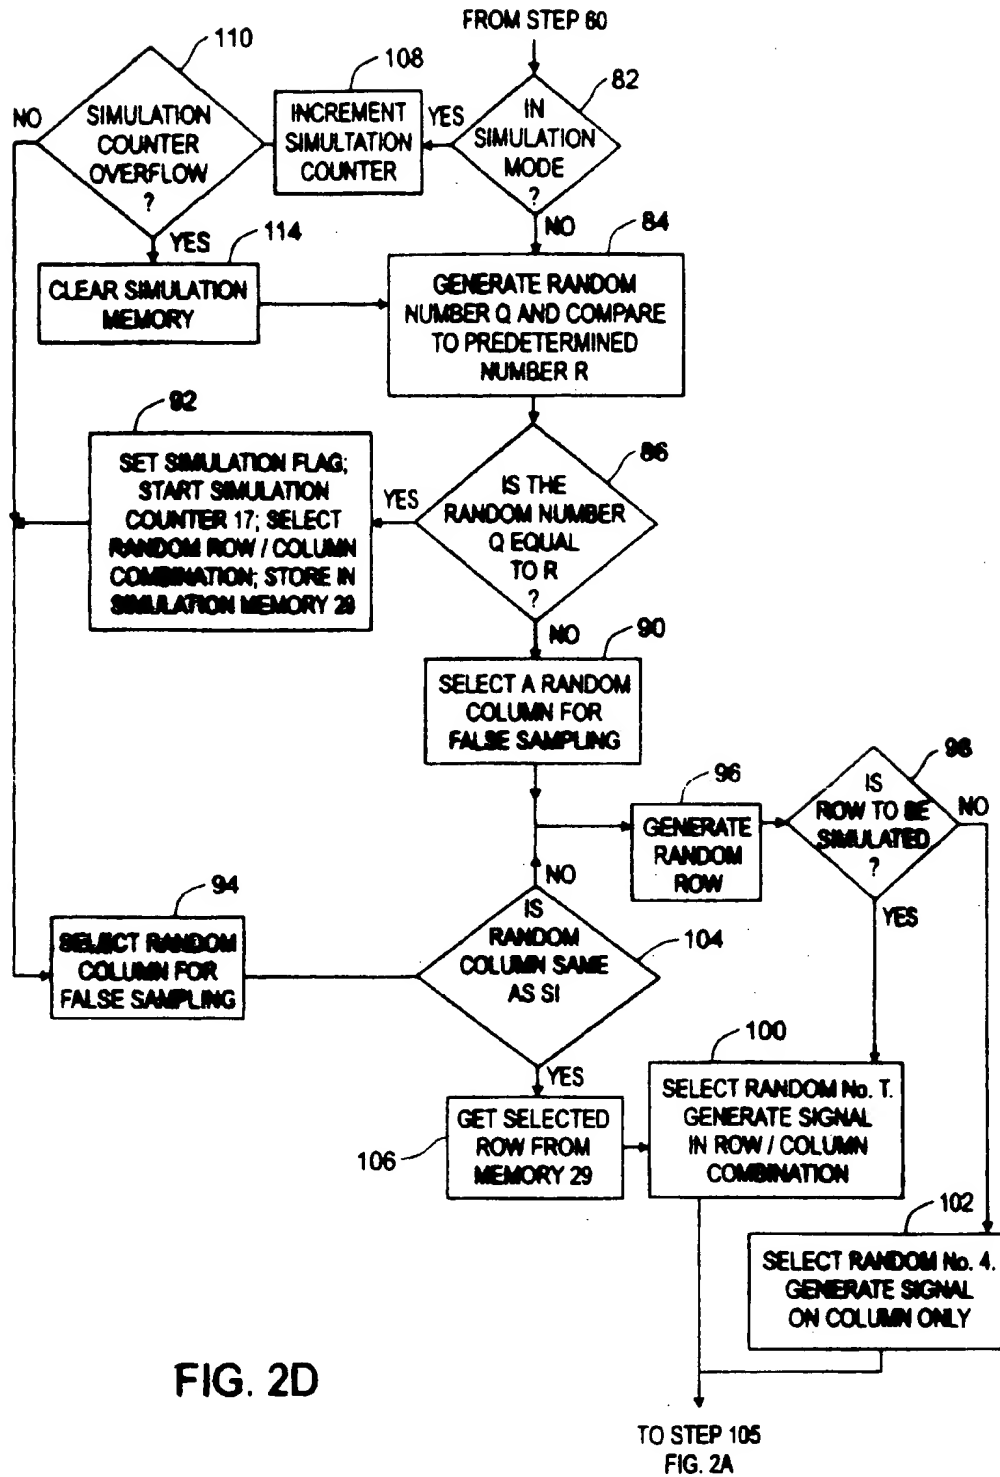 FROM STEP 60
110
108
82
NO
SIMULATION
COUNTER
OVERFLOW
?
INCREMENT
SIMULTATION
COUNTER
YES
IN
SIMULATION
MODE
?
YES
114
NO
84
CLEAR SIMULATION
MEMORY
GENERATE RANDOM
NUMBER Q AND COMPARE
TO PREDETERMINED
NUMBER R
92
86
SET SIMULATION FLAG;
START SIMULATION
COUNTER 17; SELECT
RANDOM ROW / COLUMN
COMBINATION; STORE IN
SIMULATION MEMORY 29
YES
IS THE
RANDOM NUMBER
Q EQUAL
TO R
?
NO
90
SELECT A RANDOM
COLUMN FOR
FALSE SAMPLING
96
98
GENERATE
RANDOM
ROW
IS
ROW TO BE
SIMULATED
?
NO
YES
94
NO
SELECT RANDOM
COLUMN FOR
FALSE SAMPLING
IS
RANDOM
COLUMN SAME
AS SI
104
YES
100
106
GET SELECTED
ROW FROM
MEMORY 29
SELECT RANDOM No. T.
GENERATE SIGNAL
IN ROW / COLUMN
COMBINATION
102
SELECT RANDOM No. 4.
GENERATE SIGNAL
ON COLUMN ONLY
FIG. 2D
TO STEP 105
FIG. 2A